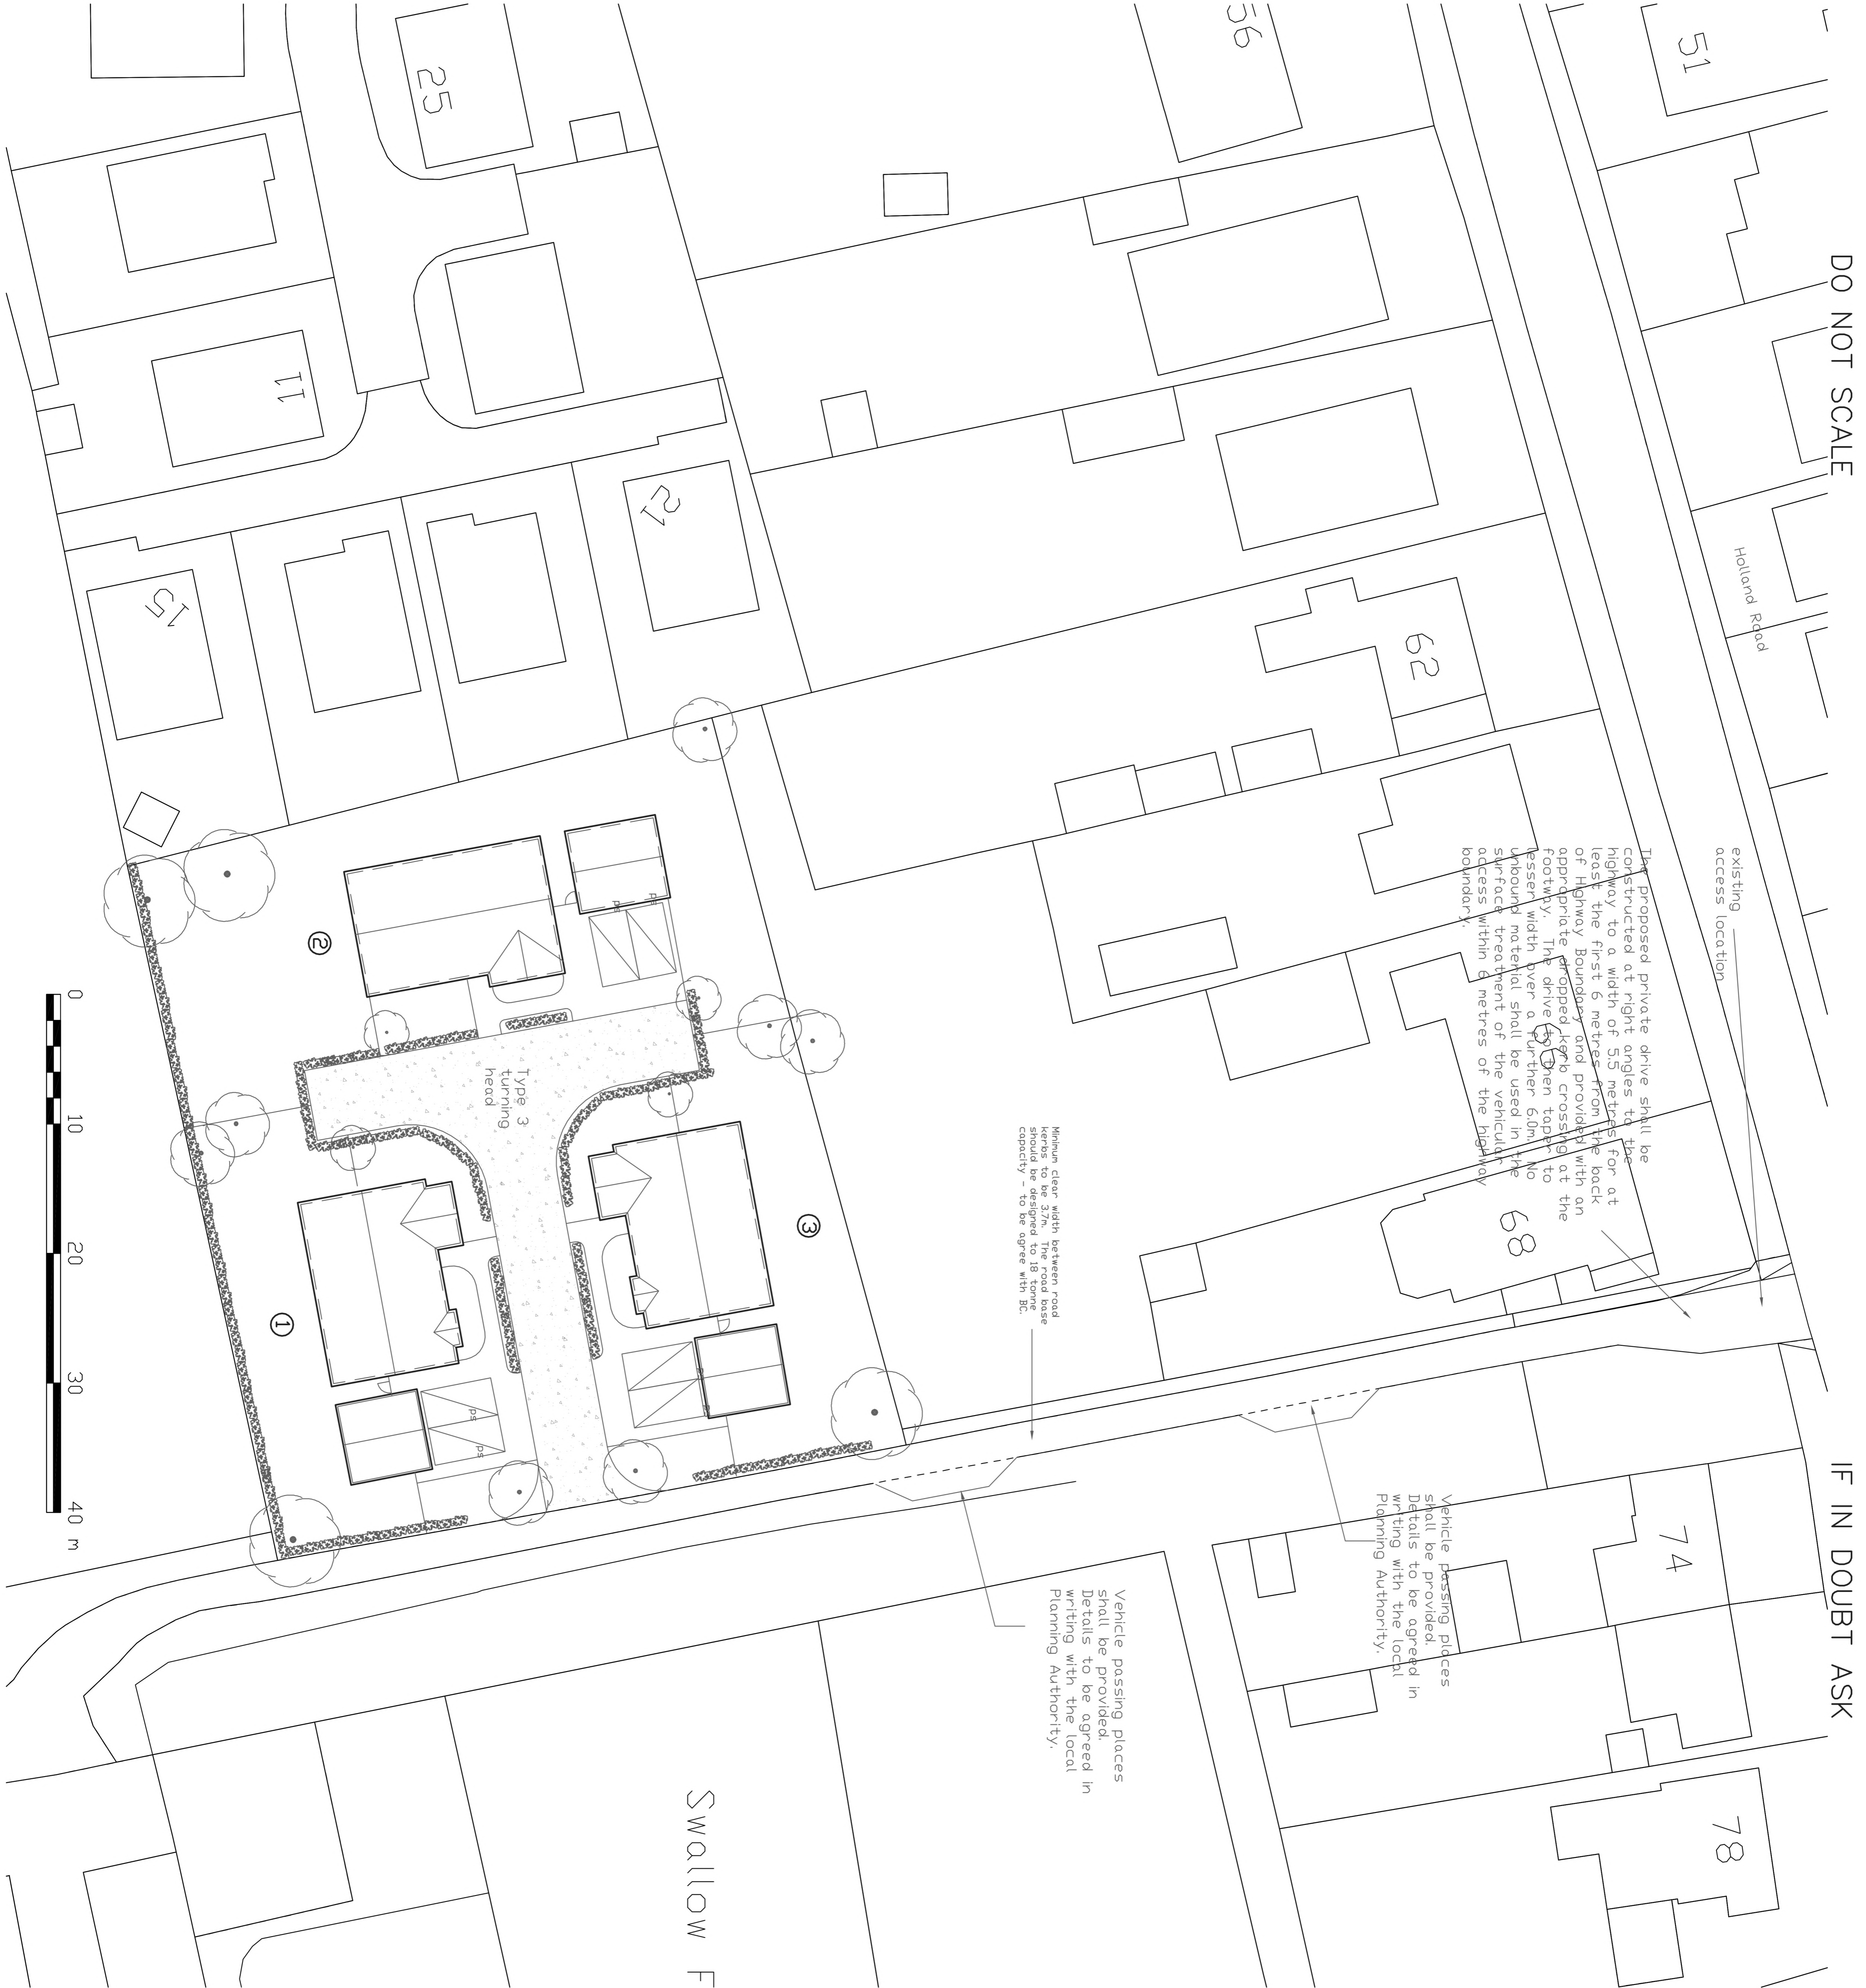 DO NOT SCALE
IF IN DOUBT ASK
51
56
25
Holland Road
existing
access location
The proposed private drive shall be
constructed at right angles to the
highway to a width of 5.5 metres for at
least the first 6 metres from the back
of Highway Boundary and provided with an
appropriate dropped kerb crossing at the
footway. The drive to then taper to
lesser width over a further 6.0m. No
unbound material shall be used in the
surface treatment of the vehicular
access within 6 metres of the highway
boundary.
62
66
68
74
78
11
21
15
Vehicle passing places
shall be provided.
Details to be agreed in
writing with the local
Planning Authority.
Vehicle passing places
shall be provided.
Details to be agreed in
writing with the local
Planning Authority.
Minimum clear width between road
kerbs to be 3.7m. The road base
should be designed to 18 tonne
capacity - to be agree with BC.
Swallow F
3
Type 3
turning
head
ps
ps
ps
ps
2
1
0 10 20 30 40 m